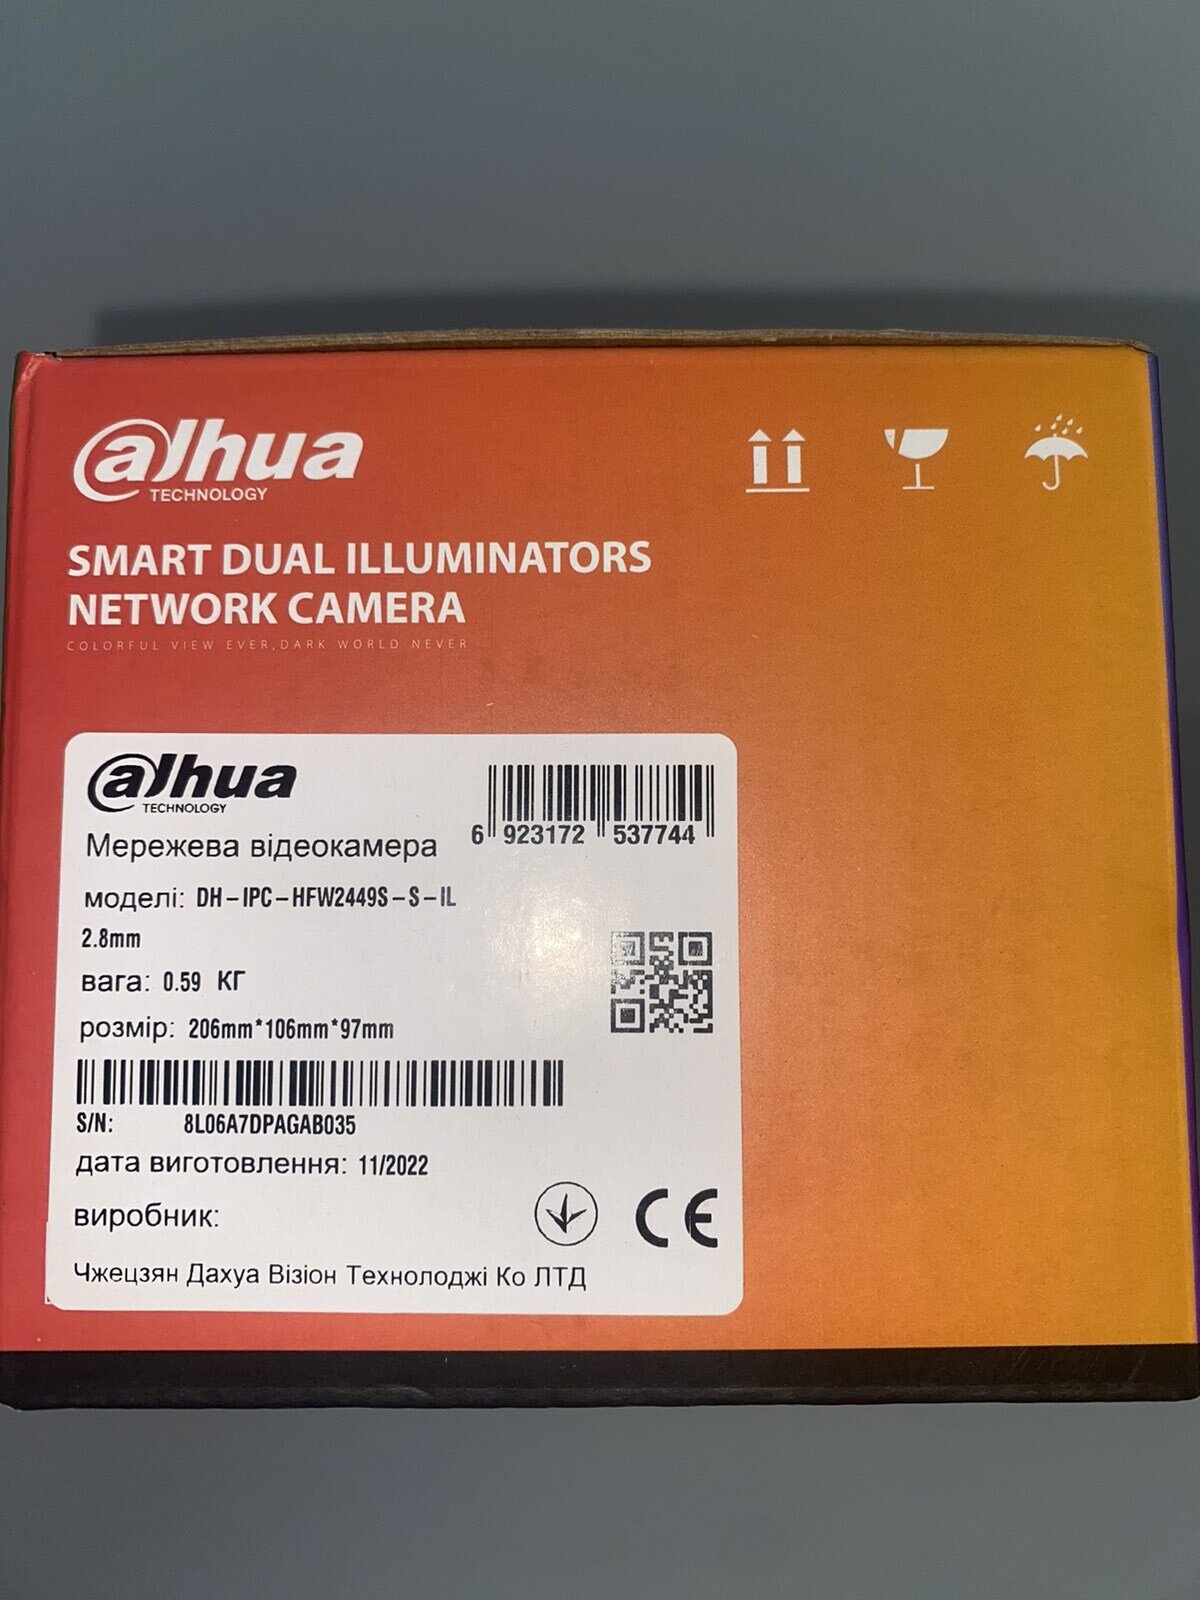 alhua
TECHNOLOGY
SMART DUAL ILLUMINATORS
NETWORK CAMERA
COLORFUL VIEW EVER,DARK WORLD NEVER
alhua
TECHNOLOGY
6 923172 537744
Мережева відеокамера
моделі: DH-IPC-HFW2449S-S-IL
2.8mm
вага: 0.59 КГ
розмір: 206mm*106mm*97mm
S/N: 8L06A7DPAGAB035
дата виготовлення: 11/2022
виробник:
CE
Чжецзян Дахуа Візіон Технолоджі Ко ЛТД